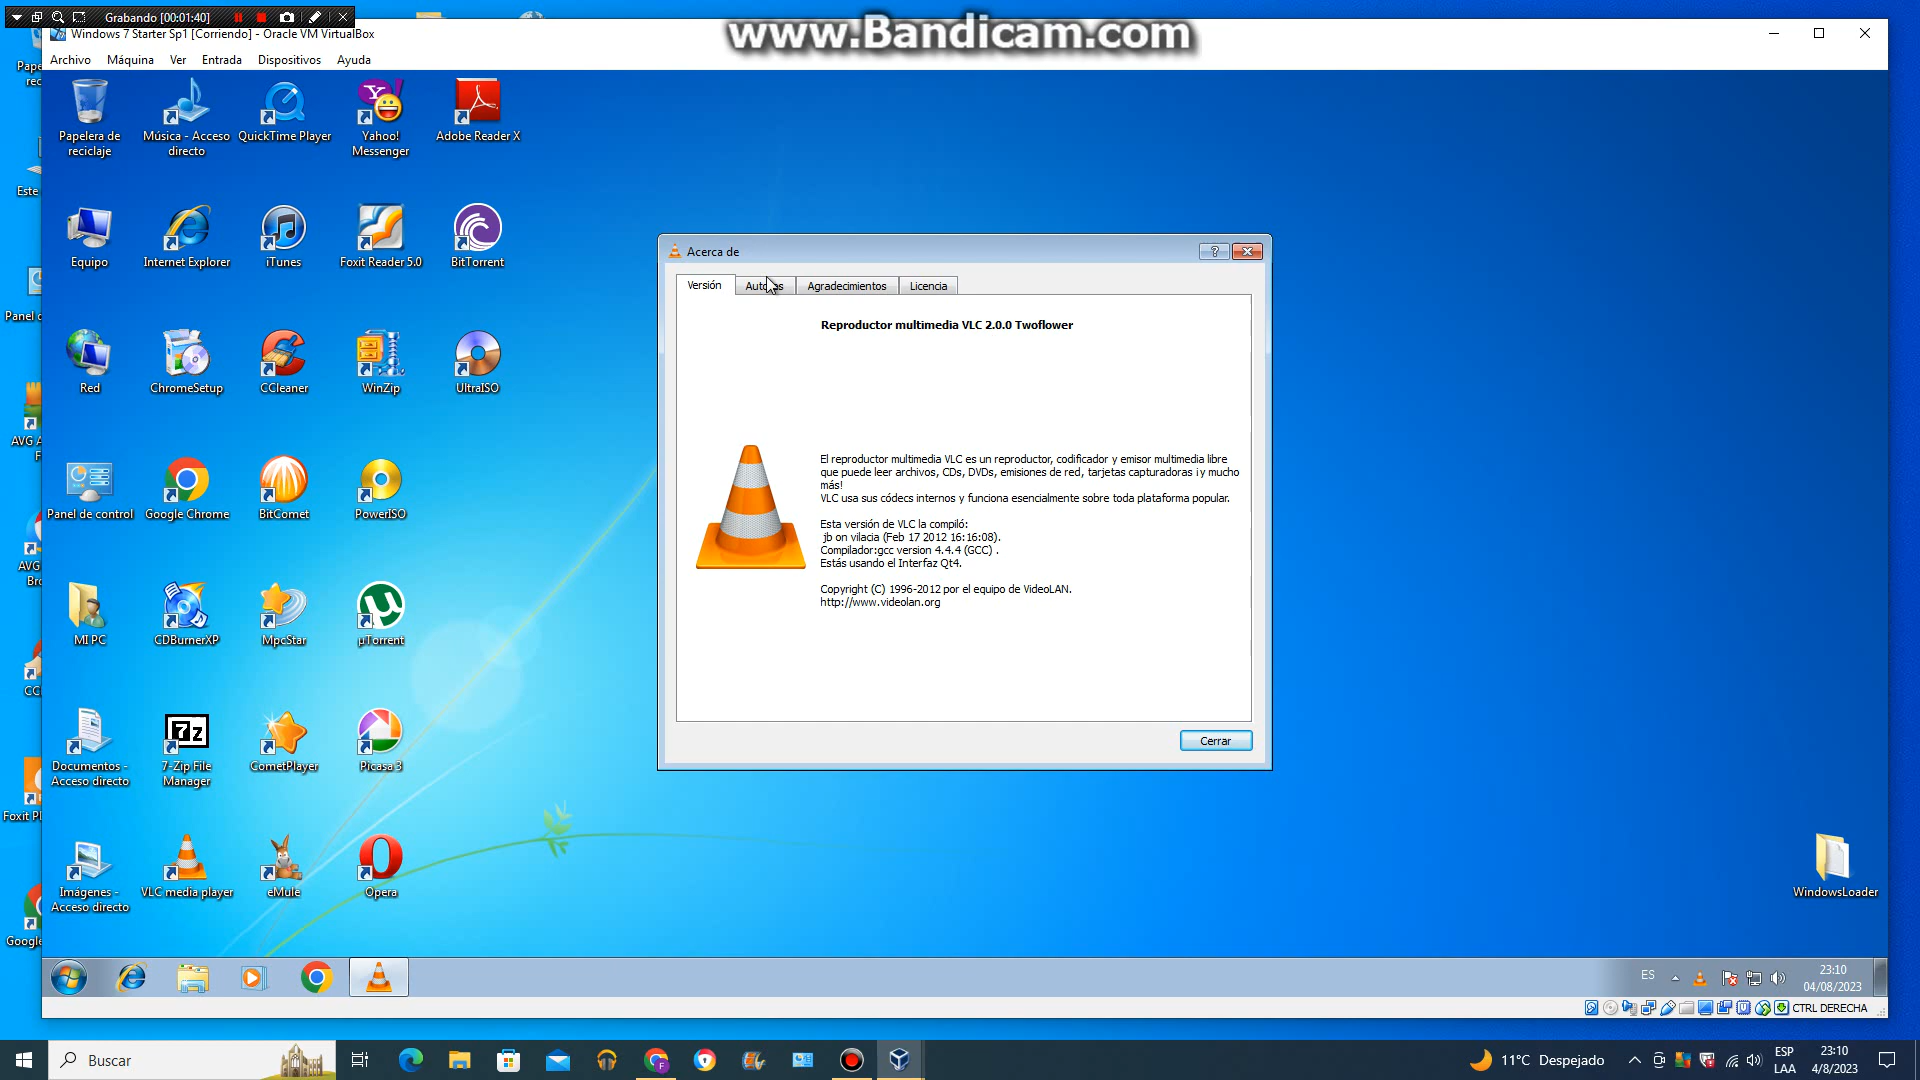 Grabando [00:01:40]
www.Bandicam.com
Windows 7 Starter Sp1 [Corriendo] - Oracle VM VirtualBox
Archivo Máquina Ver Entrada Dispositivos Ayuda
Papelera de reciclaje
Música - Acceso directo
QuickTime Player
Yahoo! Messenger
Adobe Reader X
Equipo
Internet Explorer
iTunes
Foxit Reader 5.0
BitTorrent
Red
ChromeSetup
CCleaner
WinZip
UltraISO
Panel de control
Google Chrome
BitComet
PowerISO
MI PC
CDBurnerXP
MpcStar
µTorrent
Documentos - Acceso directo
7-Zip File Manager
CometPlayer
Picasa 3
Imágenes - Acceso directo
VLC media player
eMule
Opera
WindowsLoader
Este
AVG
Acerca de
Versión Agradecimientos Licencia
Reproductor multimedia VLC 2.0.0 Twoflower
El reproductor multimedia VLC es un reproductor, codificador y emisor multimedia libre
que puede leer archivos, CDs, DVDs, emisiones de red, tarjetas capturadoras ¡y mucho
más!
VLC usa sus códecs internos y funciona esencialmente sobre toda plataforma popular.
Esta versión de VLC la compiló:
jb on vilacia (Feb 17 2012 16:16:08).
Compilador:gcc version 4.4.4 (GCC) .
Estás usando el Interfaz Qt4.
Copyright (C) 1996-2012 por el equipo de VideoLAN.
http://www.videolan.org
Cerrar
ES
23:10
04/08/2023
CTRL DERECHA
Buscar
11°C Despejado
ESP
LAA
23:10
4/8/2023